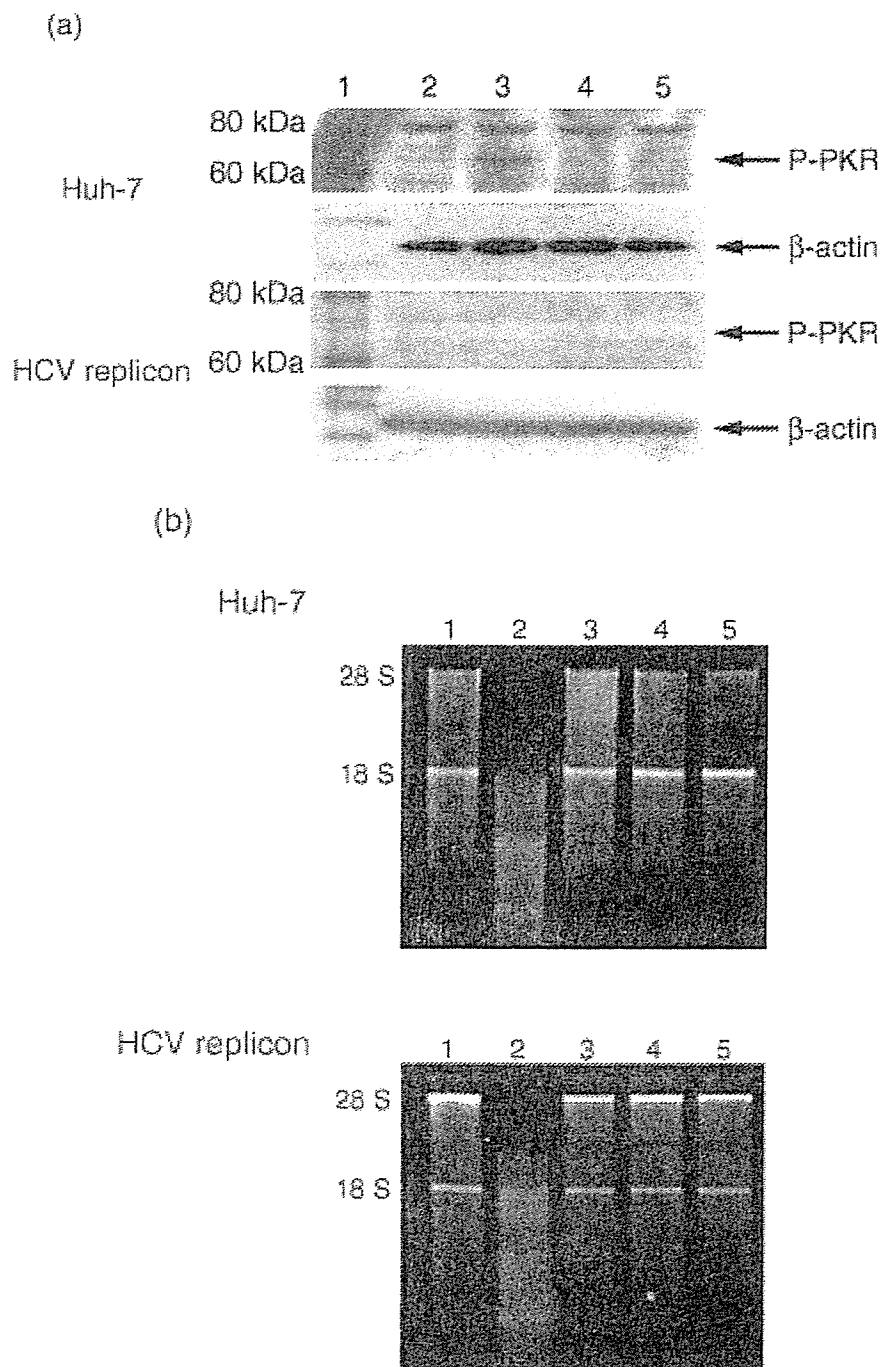 (a)
1 2 3 4 5
80 kDa
P-PKR
60 kDa
Huh-7
β-actin
80 kDa
P-PKR
60 kDa
HCV replicon
β-actin
(b)
Huh-7
1 2 3 4 5
28 S
18 S
HCV replicon
1 2 3 4 5
28 S
18 S